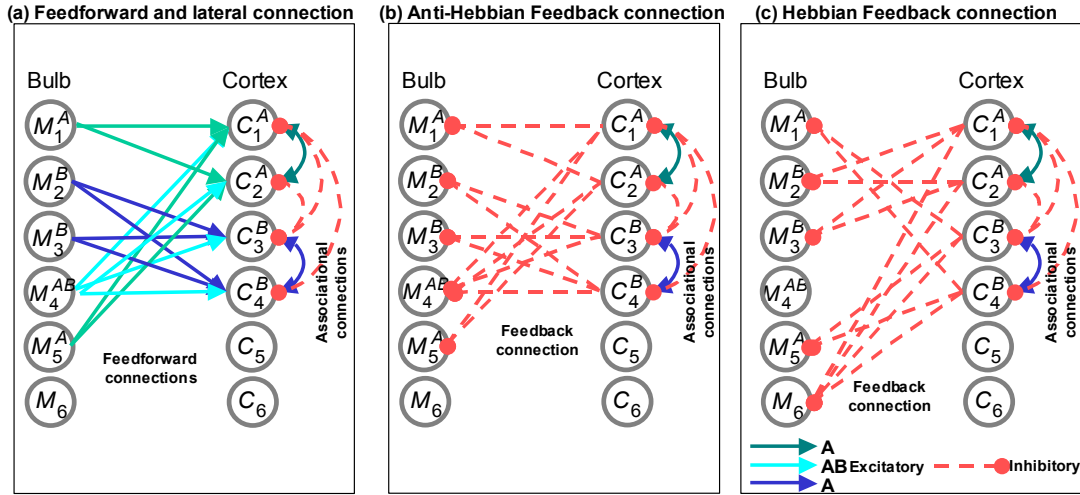 (a) Feedforward and lateral connection
Bulb
Cortex
M₁ᴬ
M₂ᴮ
M₃ᴮ
M₄ᴬᴮ
M₅ᴬ
M₆
C₁ᴬ
C₂ᴬ
C₃ᴮ
C₄ᴮ
C₅
C₆
Feedforward
connections
Associational
connections
(b) Anti-Hebbian Feedback connection
Bulb
Cortex
M₁ᴬ
M₂ᴮ
M₃ᴮ
M₄ᴬᴮ
M₅ᴬ
M₆
C₁ᴬ
C₂ᴬ
C₃ᴮ
C₄ᴮ
C₅
C₆
Feedback
connection
Associational
connections
(c) Hebbian Feedback connection
Bulb
Cortex
M₁ᴬ
M₂ᴮ
M₃ᴮ
M₄ᴬᴮ
M₅ᴬ
M₆
C₁ᴬ
C₂ᴬ
C₃ᴮ
C₄ᴮ
C₅
C₆
Feedback
connection
Associational
connections
A
AB Excitatory
A
Inhibitory